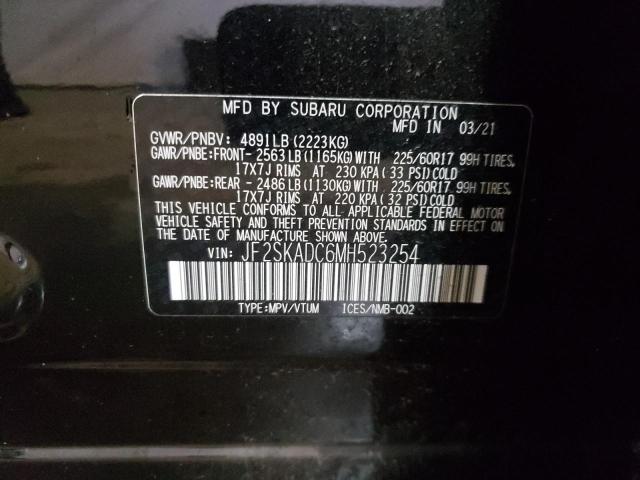 MFD BY SUBARU CORPORATION
MFD IN 03/21
GVWR/PNBV: 4891LB (2223KG)
GAWR/PNBE:FRONT- 2563LB (1165KG) WITH 225/60R17 99H TIRES,
17X7J RIMS AT 230 KPA ( 33 PSI) COLD
GAWR/PNBE:REAR - 2486LB (1130KG) WITH 225/60R17 99H TIRES,
17X7J RIMS AT 220 KPA ( 32 PSI) COLD
THIS VEHICLE CONFORMS TO ALL APPLICABLE FEDERAL MOTOR
VEHICLE SAFETY AND THEFT PREVENTION STANDARDS IN EFFECT
ON THE DATE OF MANUFACTURE SHOWN ABOVE.
VIN: JF2SKADC6MH523254
TYPE:MPV/VTUM ICES/NMB-002